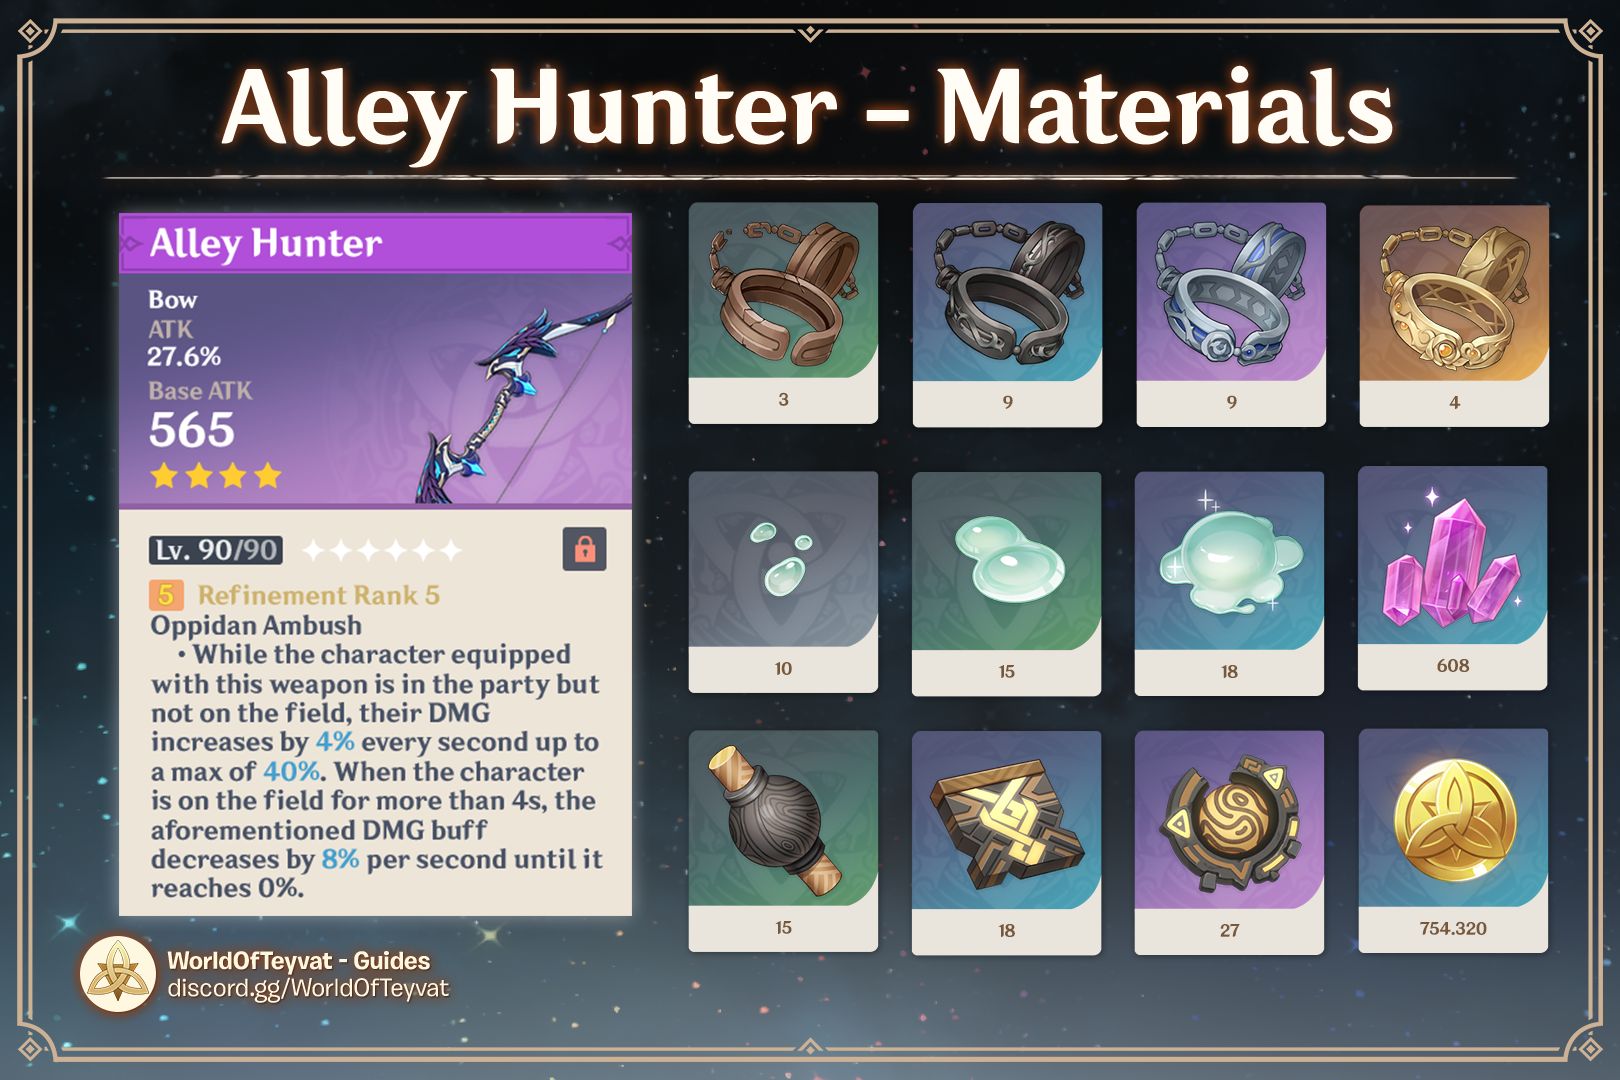 Alley Hunter - Materials
Alley Hunter
Bow
ATK
27.6%
Base ATK
565
Lv. 90/90
5 Refinement Rank 5
Oppidan Ambush
• While the character equipped
with this weapon is in the party but
not on the field, their DMG
increases by 4% every second up to
a max of 40%. When the character
is on the field for more than 4s, the
aforementioned DMG buff
decreases by 8% per second until it
reaches 0%.
3
9
9
4
10
15
18
608
15
18
27
754.320
WorldOfTeyvat - Guides
discord.gg/WorldOfTeyvat